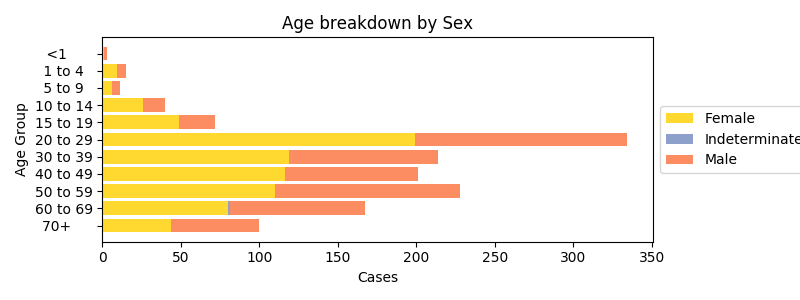 Age breakdown by Sex
Age Group
<1
1 to 4
5 to 9
10 to 14
15 to 19
20 to 29
30 to 39
40 to 49
50 to 59
60 to 69
70+
0 50 100 150 200 250 300 350
Cases
Female
Indeterminate
Male